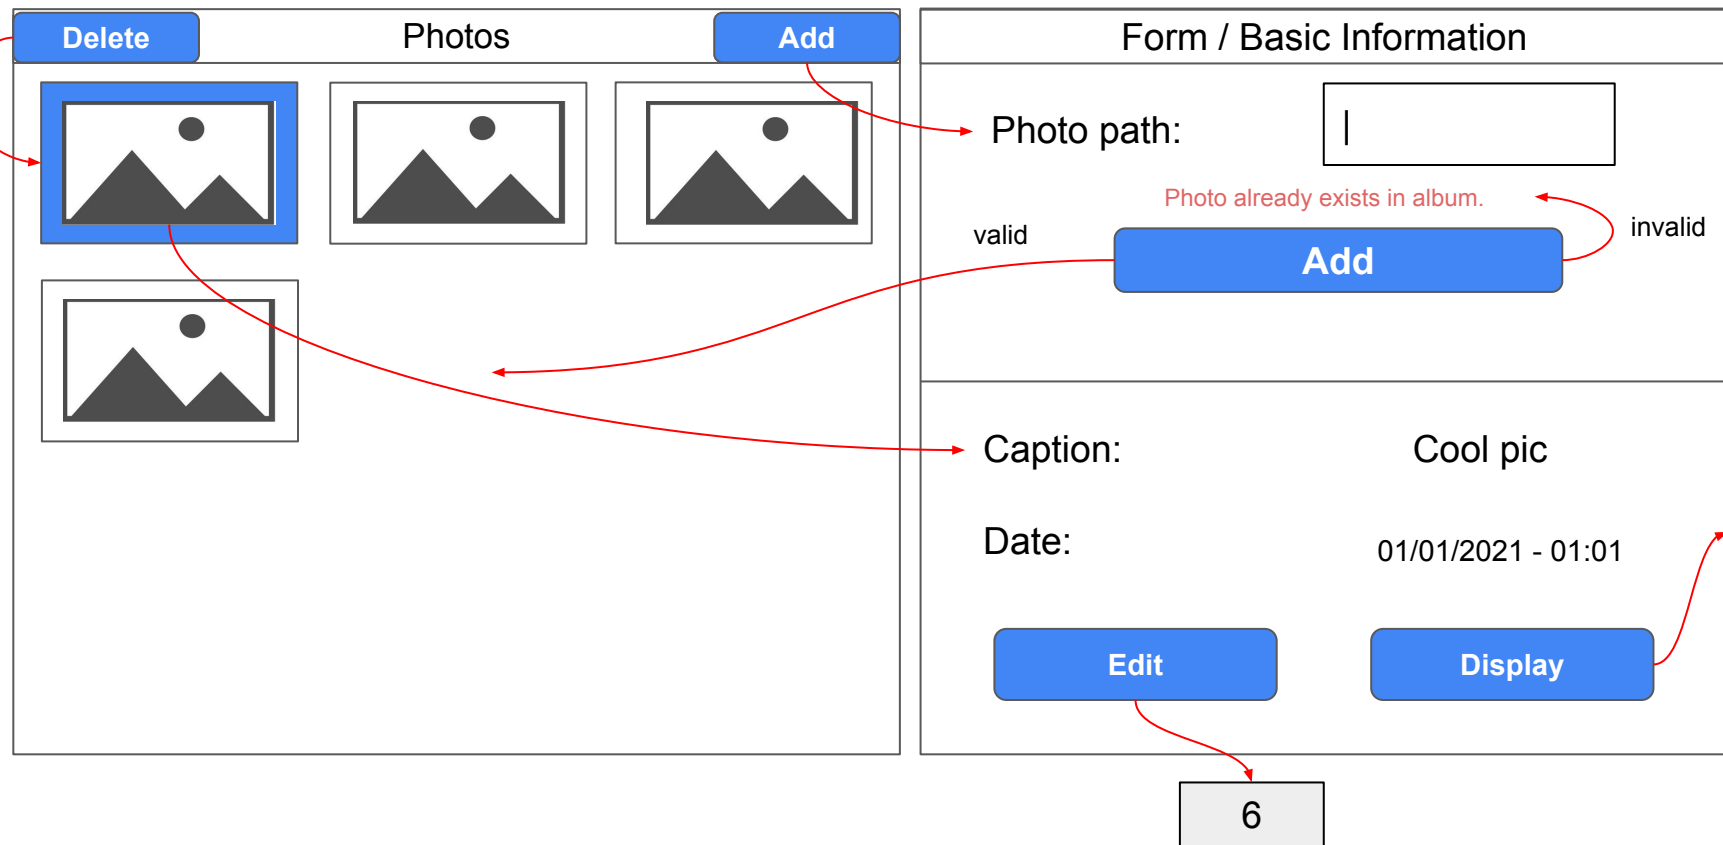 Delete
Photos
Add
Form / Basic Information
Photo path:
Photo already exists in album.
valid
invalid
Add
Caption:
Cool pic
Date:
01/01/2021 - 01:01
Edit
Display
6